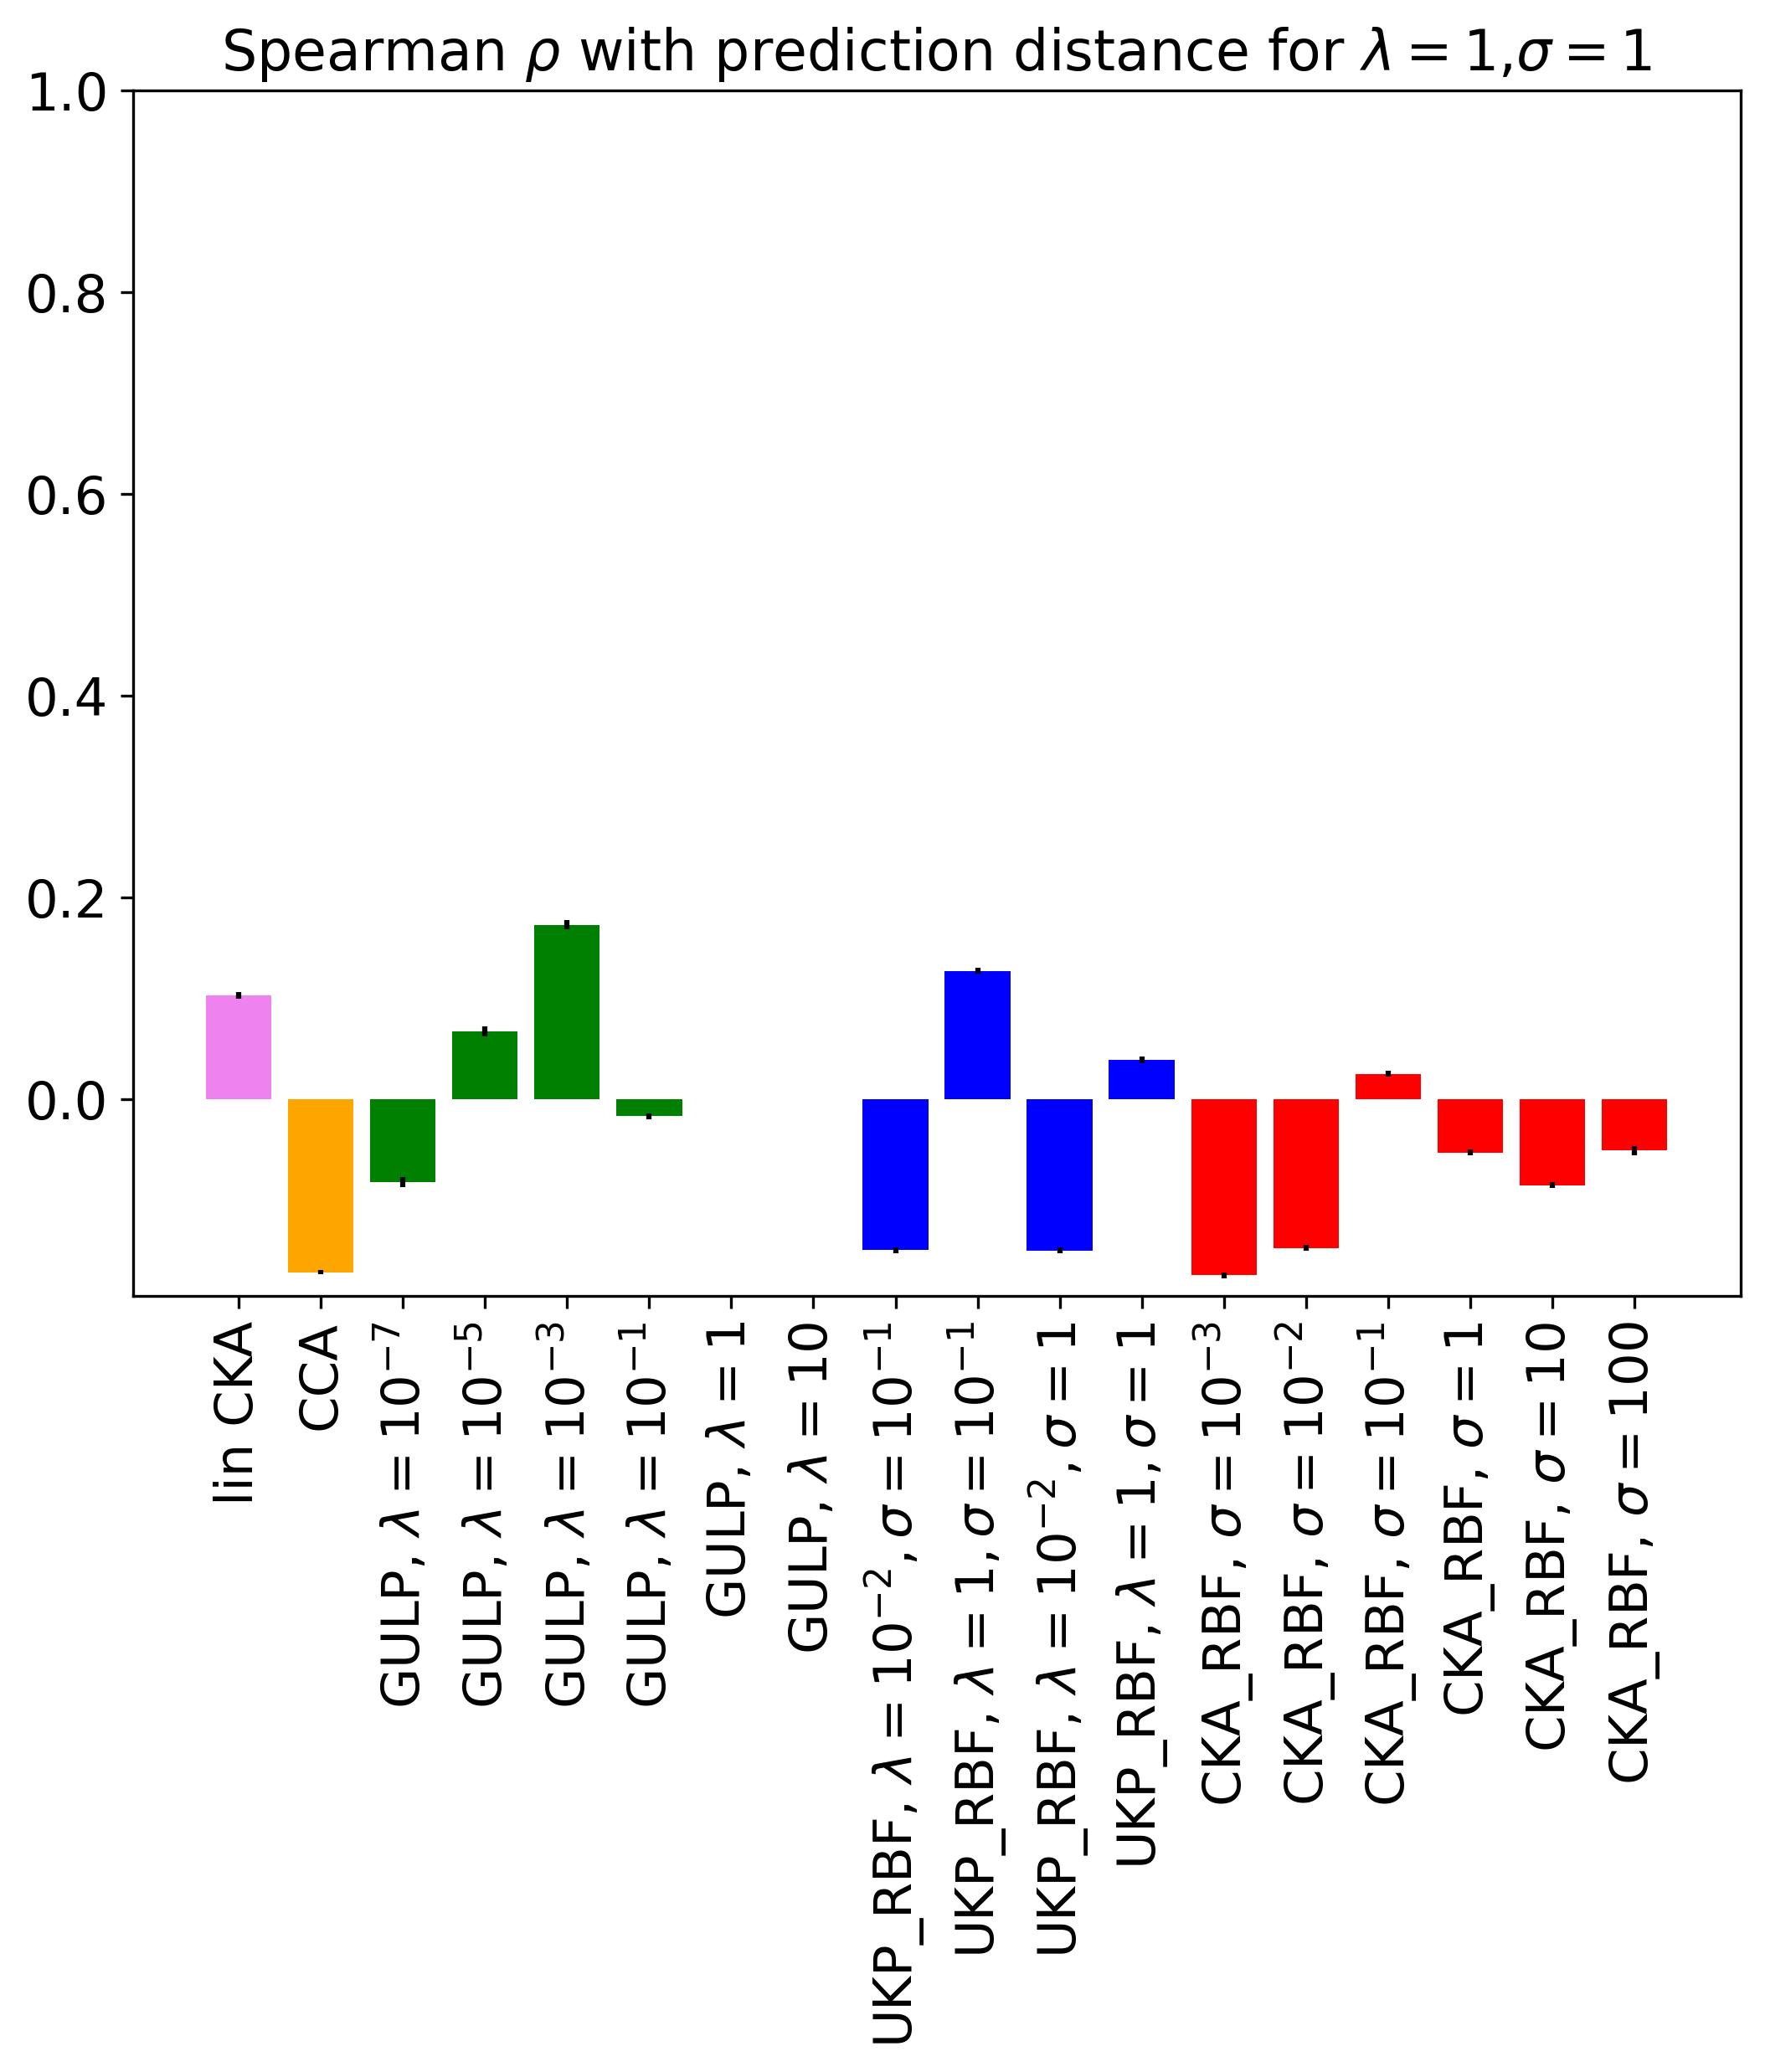 Spearman ρ with prediction distance for λ = 1,σ = 1
1.0
0.8
0.6
0.4
0.2
0.0
lin CKA
CCA
GULP, λ = 10⁻⁷
GULP, λ = 10⁻⁵
GULP, λ = 10⁻³
GULP, λ = 10⁻¹
GULP, λ = 1
GULP, λ = 10
UKP_RBF, λ = 10⁻², σ = 10⁻¹
UKP_RBF, λ = 1, σ = 10⁻¹
UKP_RBF, λ = 10⁻², σ = 1
UKP_RBF, λ = 1, σ = 1
CKA_RBF, σ = 10⁻³
CKA_RBF, σ = 10⁻²
CKA_RBF, σ = 10⁻¹
CKA_RBF, σ = 1
CKA_RBF, σ = 10
CKA_RBF, σ = 100